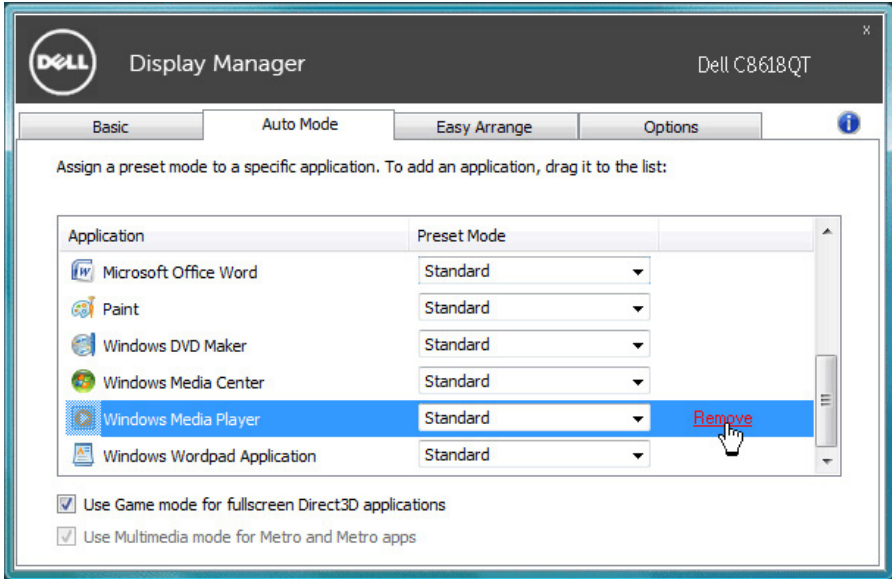 x
DELL Display Manager Dell C8618QT
Basic Auto Mode Easy Arrange Options i
Assign a preset mode to a specific application. To add an application, drag it to the list:
Application Preset Mode
Microsoft Office Word Standard
Paint Standard
Windows DVD Maker Standard
Windows Media Center Standard
Windows Media Player Standard Remove
Windows Wordpad Application Standard
Use Game mode for fullscreen Direct3D applications
Use Multimedia mode for Metro and Metro apps